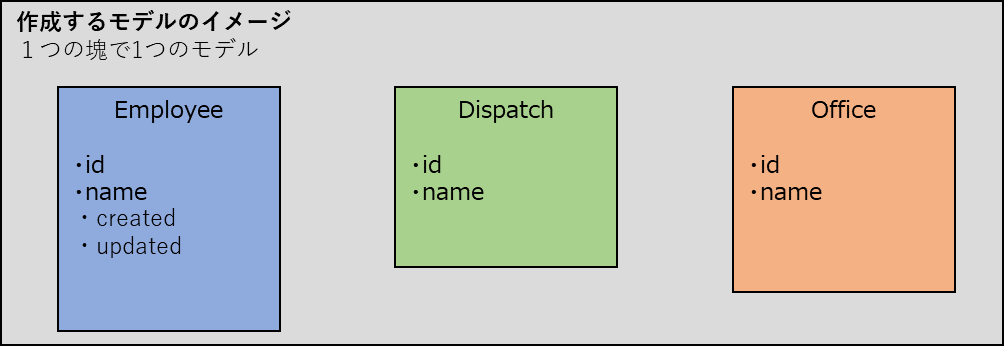 作成するモデルのイメージ
１つの塊で1つのモデル
Employee
・id
・name
・created
・updated
Dispatch
・id
・name
Office
・id
・name